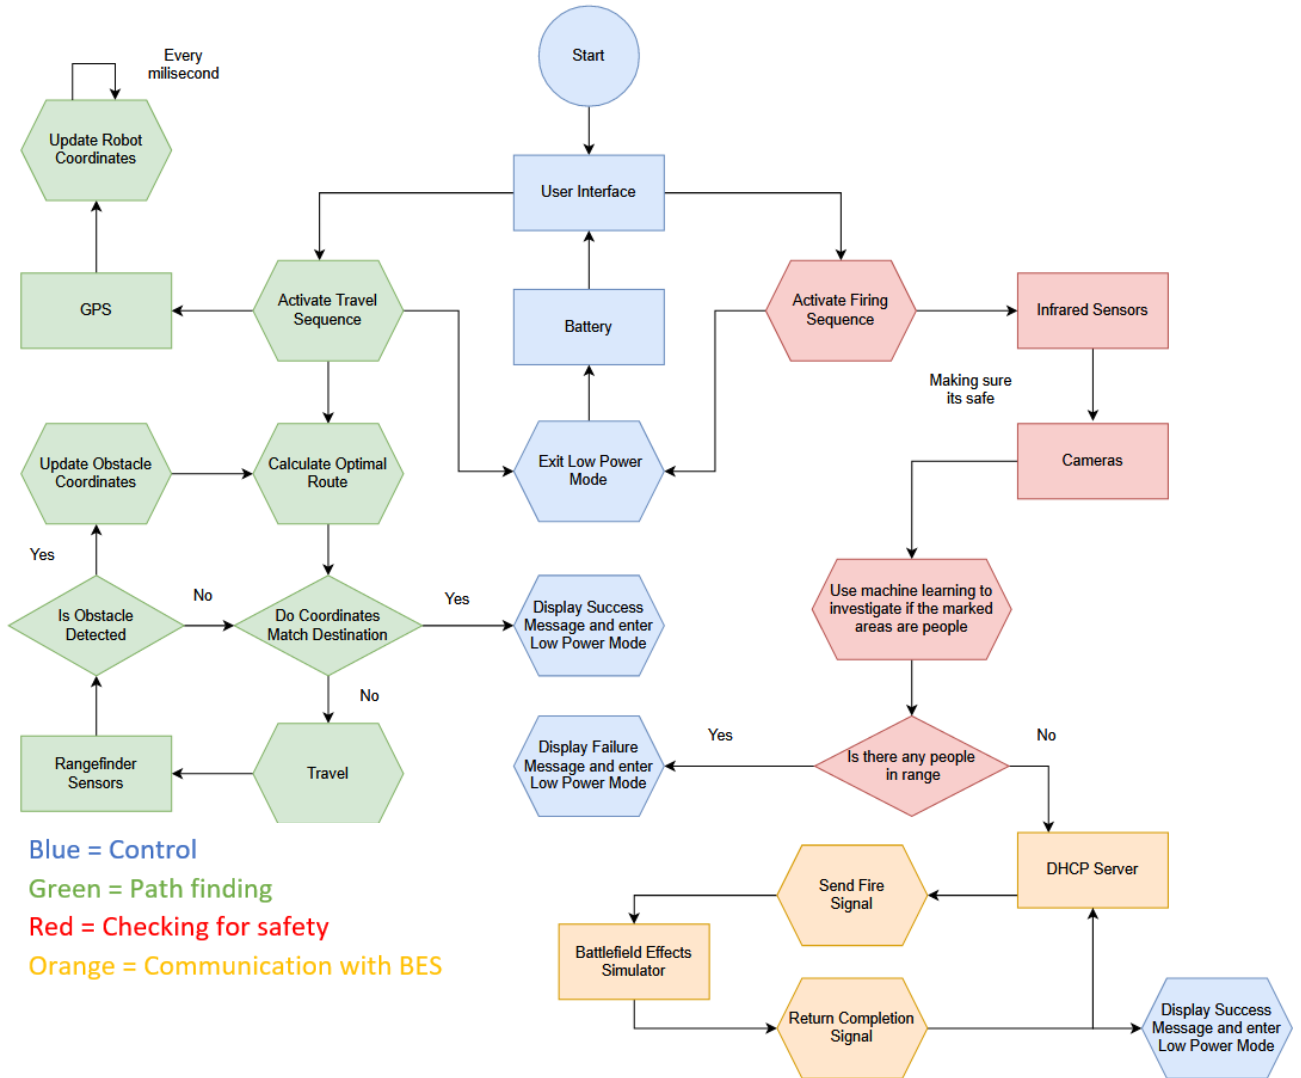 Start
Every
milisecond
Update Robot
Coordinates
User Interface
GPS
Activate Travel
Sequence
Battery
Activate Firing
Sequence
Infrared Sensors
Making sure
its safe
Update Obstacle
Coordinates
Calculate Optimal
Route
Exit Low Power
Mode
Cameras
Yes
Is Obstacle
Detected
No
Do Coordinates
Match Destination
Yes
Display Success
Message and enter
Low Power Mode
Use machine learning to
investigate if the marked
areas are people
No
Rangefinder
Sensors
Travel
Display Failure
Message and enter
Low Power Mode
Yes
Is there any people
in range
No
Blue = Control
Green = Path finding
Red = Checking for safety
Orange = Communication with BES
DHCP Server
Send Fire
Signal
Battlefield Effects
Simulator
Return Completion
Signal
Display Success
Message and enter
Low Power Mode